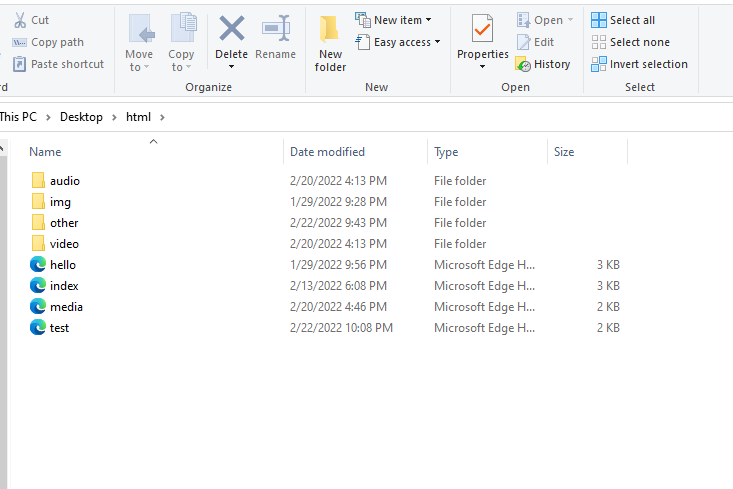 Cut
Copy path
Paste shortcut
Move to
Copy to
Delete
Rename
New folder
New item
Easy access
Properties
Open
Edit
History
Select all
Select none
Invert selection
rd
Organize
New
Open
Select
This PC > Desktop > html >
Name Date modified Type Size
audio 2/20/2022 4:13 PM File folder
img 1/29/2022 9:28 PM File folder
other 2/22/2022 9:43 PM File folder
video 2/20/2022 4:13 PM File folder
hello 1/29/2022 9:56 PM Microsoft Edge H... 3 KB
index 2/13/2022 6:08 PM Microsoft Edge H... 3 KB
media 2/20/2022 4:46 PM Microsoft Edge H... 2 KB
test 2/22/2022 10:08 PM Microsoft Edge H... 2 KB